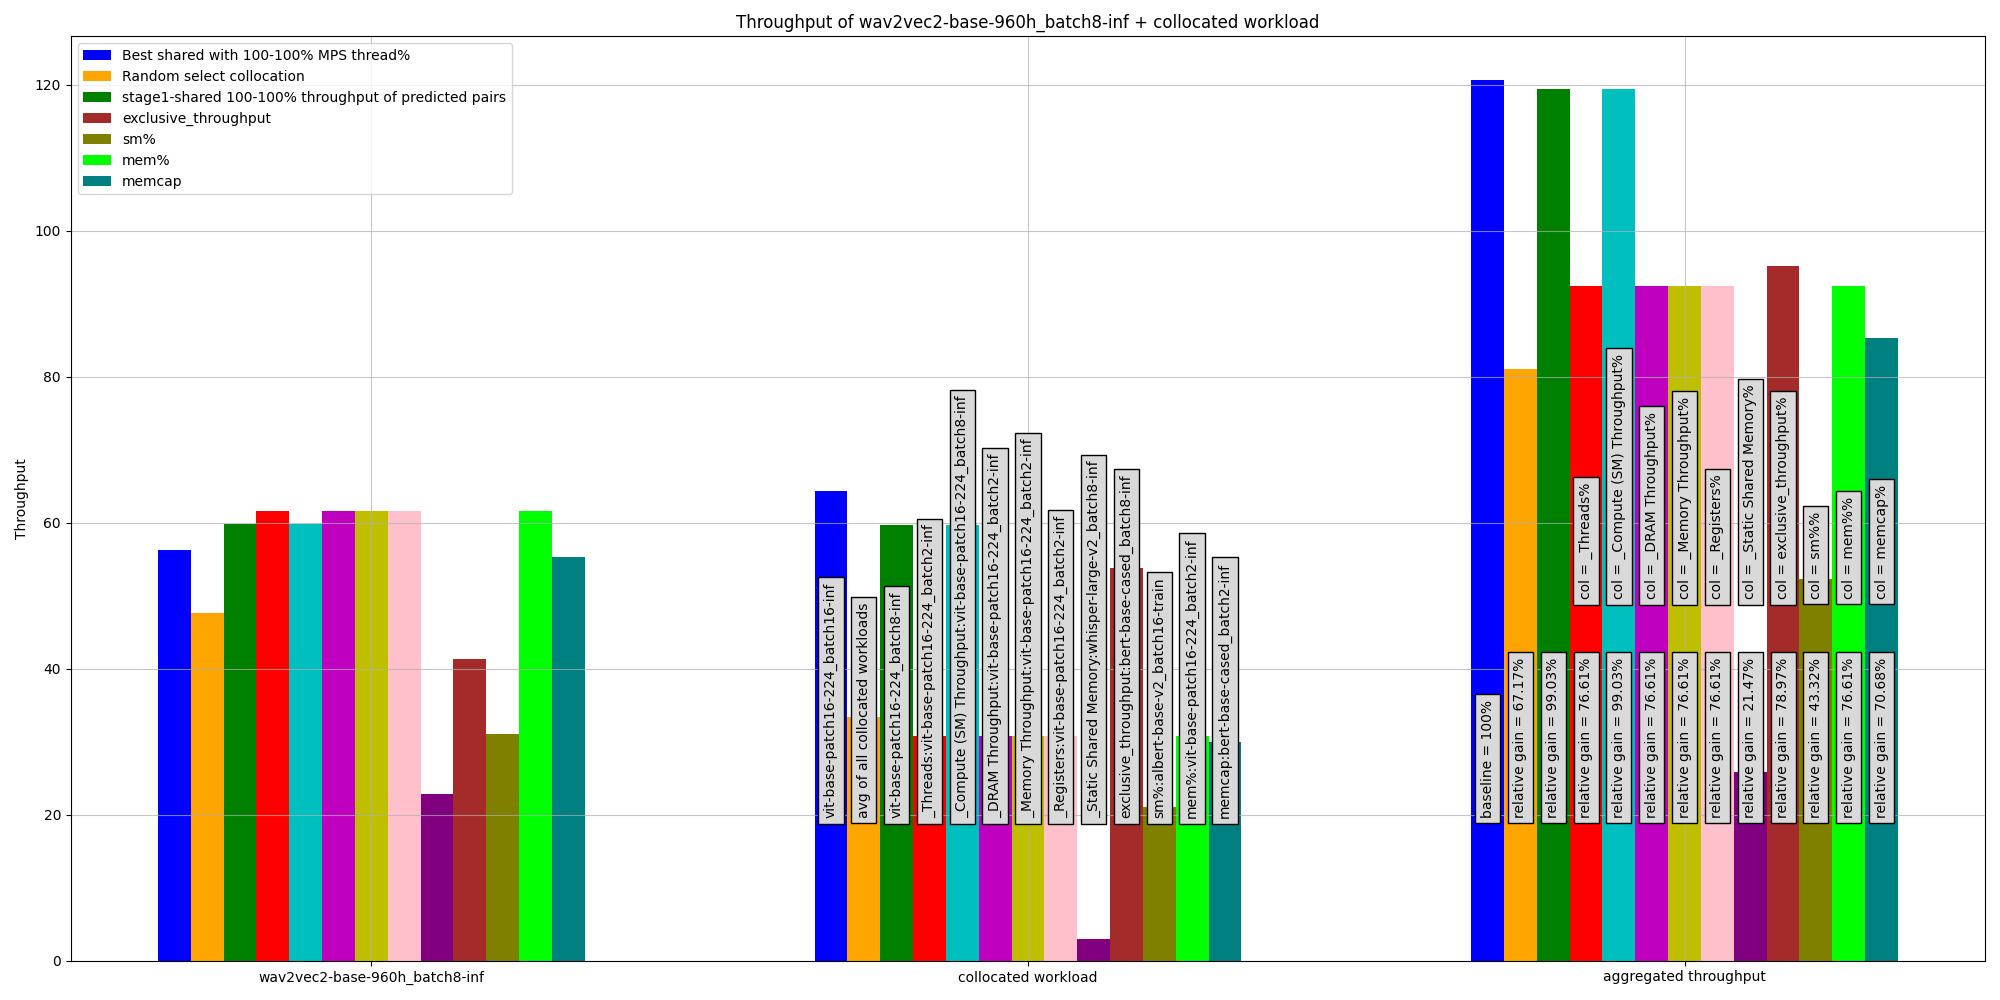 Throughput of wav2vec2-base-960h_batch8-inf + collocated workload
Throughput
120
100
80
60
40
20
0
Best shared with 100-100% MPS thread%
Random select collocation
stage1-shared 100-100% throughput of predicted pairs
exclusive_throughput
sm%
mem%
memcap
vit-base-patch16-224_batch16-inf
avg of all collocated workloads
vit-base-patch16-224_batch8-inf
_Threads:vit-base-patch16-224_batch2-inf
_Compute (SM) Throughput:vit-base-patch16-224_batch8-inf
_DRAM Throughput:vit-base-patch16-224_batch2-inf
_Memory Throughput:vit-base-patch16-224_batch2-inf
_Registers:vit-base-patch16-224_batch2-inf
_Static Shared Memory:whisper-large-v2_batch8-inf
exclusive_throughput:bert-base-cased_batch8-inf
sm%:albert-base-v2_batch16-train
mem%:vit-base-patch16-224_batch2-inf
memcap:bert-base-cased_batch2-inf
col = _Threads%
col = _Compute (SM) Throughput%
col = _DRAM Throughput%
col = _Memory Throughput%
col = _Registers%
col = _Static Shared Memory%
col = exclusive_throughput%
col = sm%%
col = mem%%
col = memcap%
baseline = 100%
relative gain = 67.17%
relative gain = 99.03%
relative gain = 76.61%
relative gain = 99.03%
relative gain = 76.61%
relative gain = 76.61%
relative gain = 76.61%
relative gain = 21.47%
relative gain = 78.97%
relative gain = 43.32%
relative gain = 76.61%
relative gain = 70.68%
wav2vec2-base-960h_batch8-inf
collocated workload
aggregated throughput